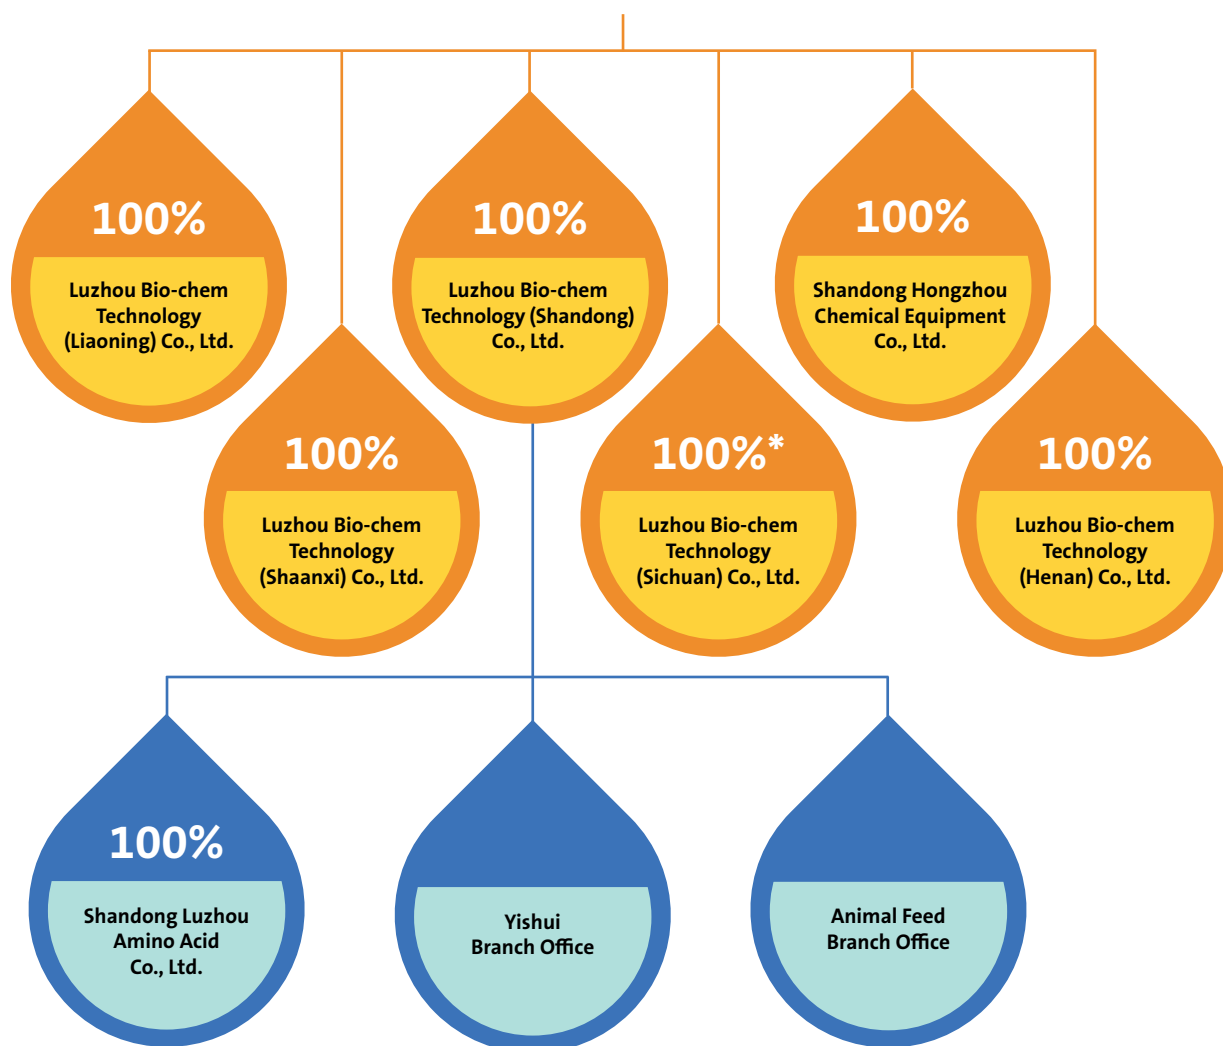 100%
Luzhou Bio-chem
Technology
(Liaoning) Co., Ltd.
100%
Luzhou Bio-chem
Technology (Shandong)
Co., Ltd.
100%
Shandong Hongzhou
Chemical Equipment
Co., Ltd.
100%
Luzhou Bio-chem
Technology
(Shaanxi) Co., Ltd.
100%*
Luzhou Bio-chem
Technology
(Sichuan) Co., Ltd.
100%
Luzhou Bio-chem
Technology
(Henan) Co., Ltd.
100%
Shandong Luzhou
Amino Acid
Co., Ltd.
Yishui
Branch Office
Animal Feed
Branch Office